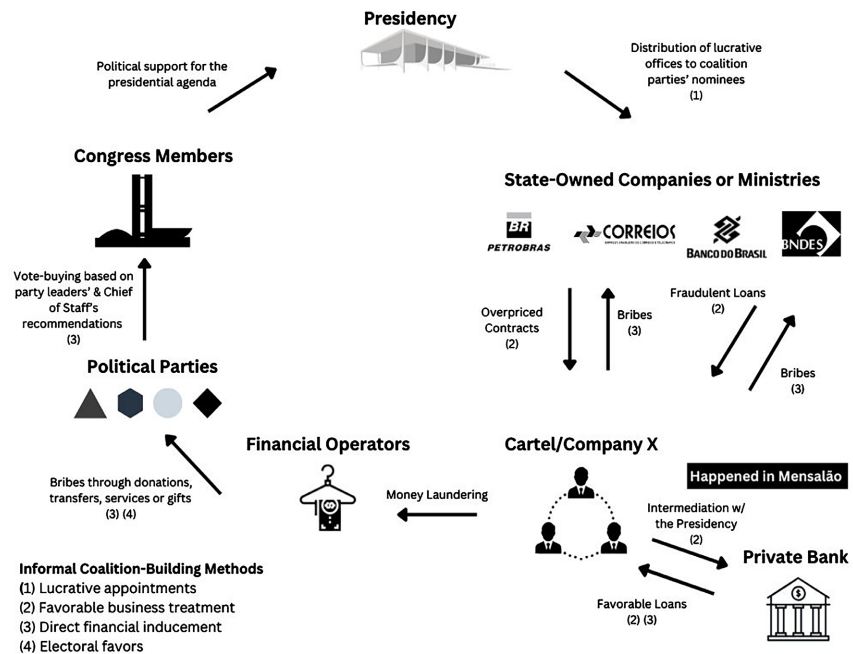 Presidency
Political support for the
presidential agenda
Distribution of lucrative
offices to coalition
parties' nominees
(1)
Congress Members
State-Owned Companies or Ministries
BR
PETROBRAS
CORREIOS
BANCO DO BRASIL
BNDES
Vote-buying based on
party leaders' & Chief
of Staff's
recommendations
(3)
Overpriced
Contracts
(2)
Bribes
(3)
Fraudulent Loans
(2)
Bribes
(3)
Political Parties
Financial Operators
Cartel/Company X
Bribes through donations,
transfers, services or gifts
(3) (4)
Money Laundering
Happened in Mensalão
Intermediation w/
the Presidency
(2)
Private Bank
Favorable Loans
(2) (3)
$
Informal Coalition-Building Methods
(1) Lucrative appointments
(2) Favorable business treatment
(3) Direct financial inducement
(4) Electoral favors